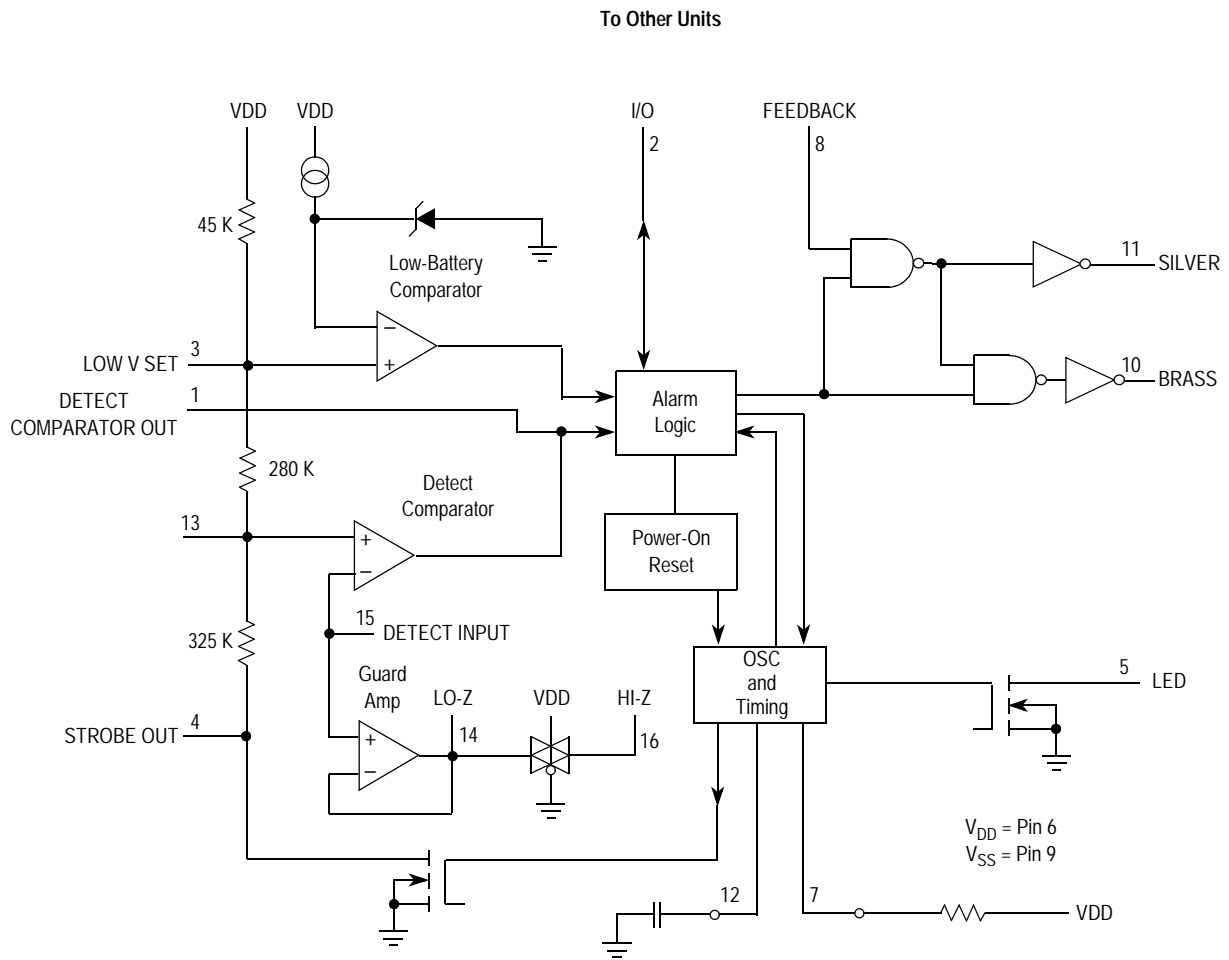 To Other Units
VDD
VDD
I/O
FEEDBACK
2
8
45 K
Low-Battery
Comparator
11
SILVER
LOW V SET
3
10
BRASS
DETECT
COMPARATOR OUT
1
Alarm
Logic
280 K
Detect
Comparator
13
Power-On
Reset
15
DETECT INPUT
325 K
OSC
and
Timing
5
LED
Guard
Amp
LO-Z
VDD
HI-Z
STROBE OUT
4
14
16
VDD = Pin 6
VSS = Pin 9
12
7
VDD